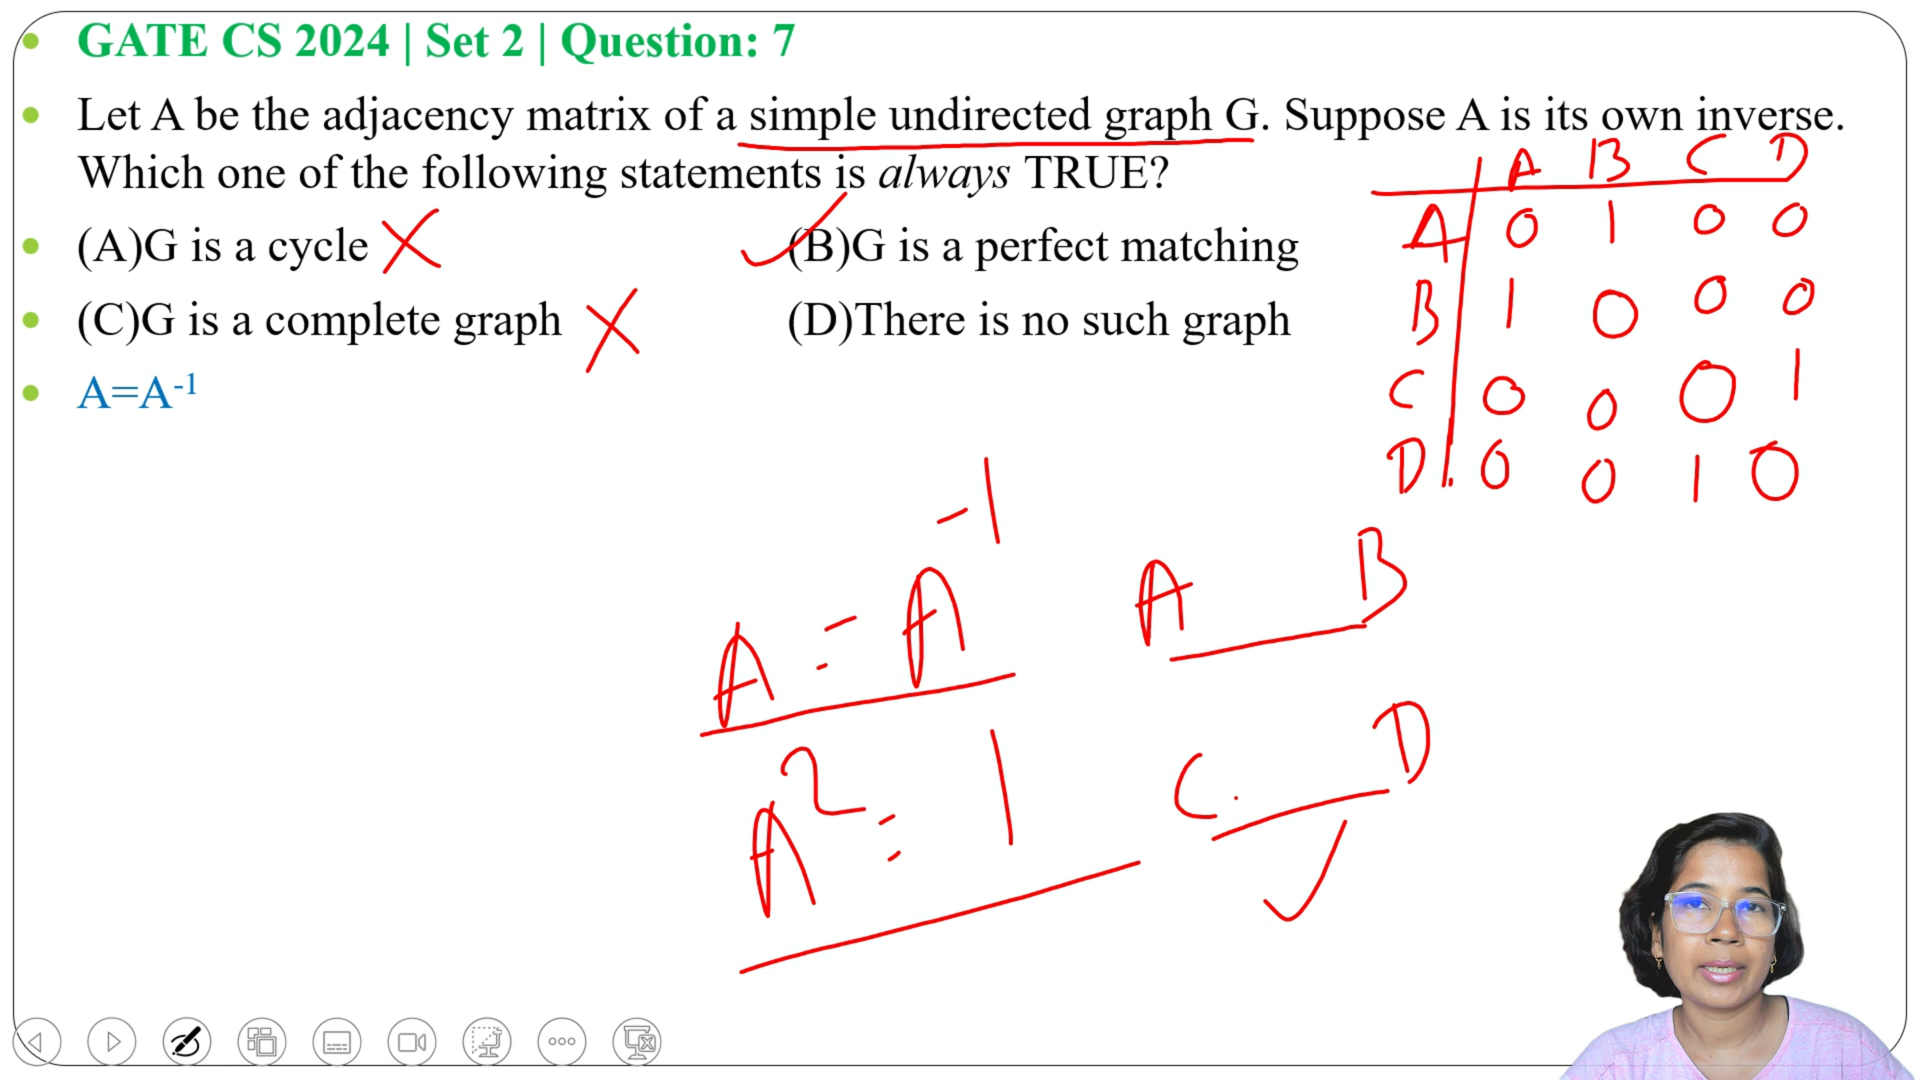 GATE CS 2024 | Set 2 | Question: 7
Let A be the adjacency matrix of a simple undirected graph G. Suppose A is its own inverse.
Which one of the following statements is always TRUE?
(A)G is a cycle (B)G is a perfect matching
(C)G is a complete graph (D)There is no such graph
A=A⁻¹
A B C D
A 0 1 0 0
B 1 0 0 0
C 0 0 0 1
D 0 0 1 0
A = A⁻¹
A² = 1
A B
C D